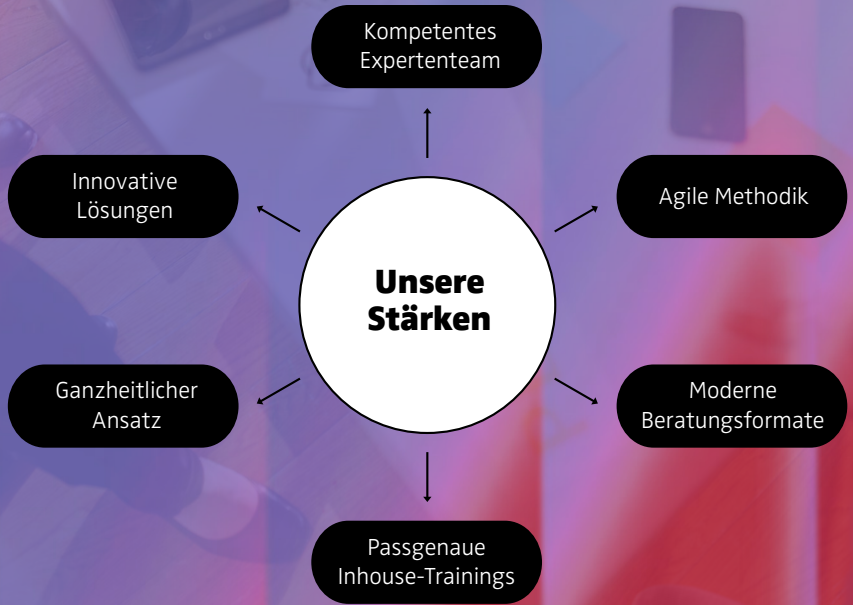 Kompetentes
Expertenteam
Innovative
Lösungen
Agile Methodik
Unsere
Stärken
Ganzheitlicher
Ansatz
Moderne
Beratungsformate
Passgenaue
Inhouse-Trainings